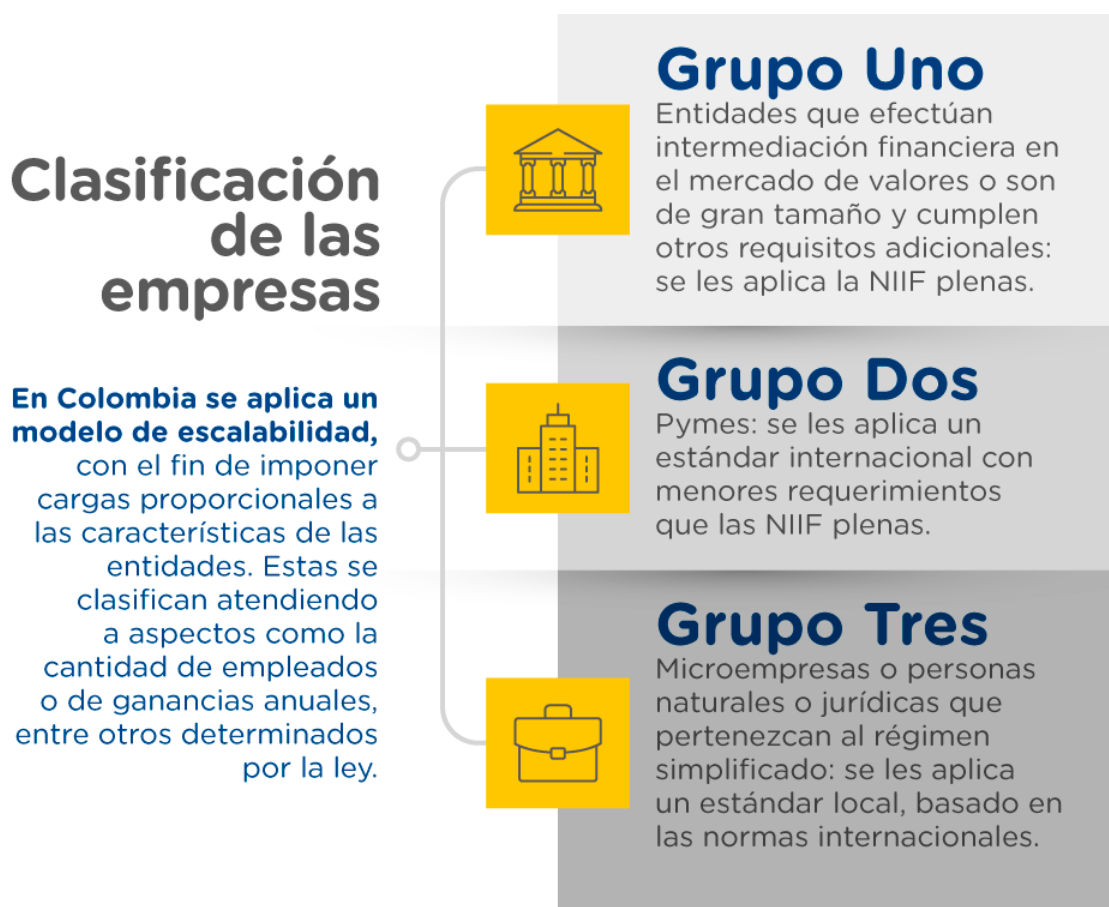 Clasificación
de las
empresas
En Colombia se aplica un
modelo de escalabilidad,
con el fin de imponer
cargas proporcionales a
las características de las
entidades. Estas se
clasifican atendiendo
a aspectos como la
cantidad de empleados
o de ganancias anuales,
entre otros determinados
por la ley.
Grupo Uno
Entidades que efectúan
intermediación financiera en
el mercado de valores o son
de gran tamaño y cumplen
otros requisitos adicionales:
se les aplica la NIIF plenas.
Grupo Dos
Pymes: se les aplica un
estándar internacional con
menores requerimientos
que las NIIF plenas.
Grupo Tres
Microempresas o personas
naturales o jurídicas que
pertenezcan al régimen
simplificado: se les aplica
un estándar local, basado en
las normas internacionales.